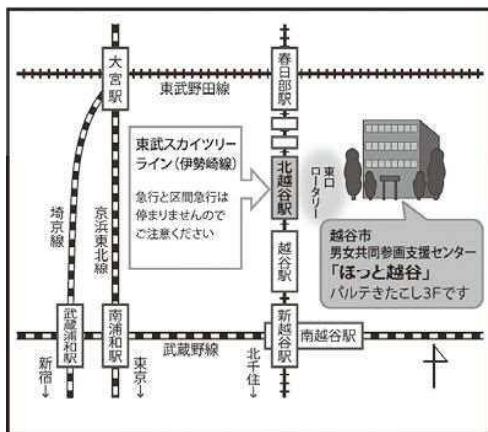 大宮駅
春日部駅
東武野田線
東武スカイツリー
ライン(伊勢崎線)
急行と区間急行は
停まりませんので
ご注意ください
北越谷駅
東口
ロータリー
埼京線
京浜東北線
越谷駅
越谷市
男女共同参画支援センター
「ほっと越谷」
パルテきたこし3Fです
武蔵浦和駅
南浦和駅
武蔵野線
新越谷駅
南越谷駅
新宿↓
東京↓
北千住↓